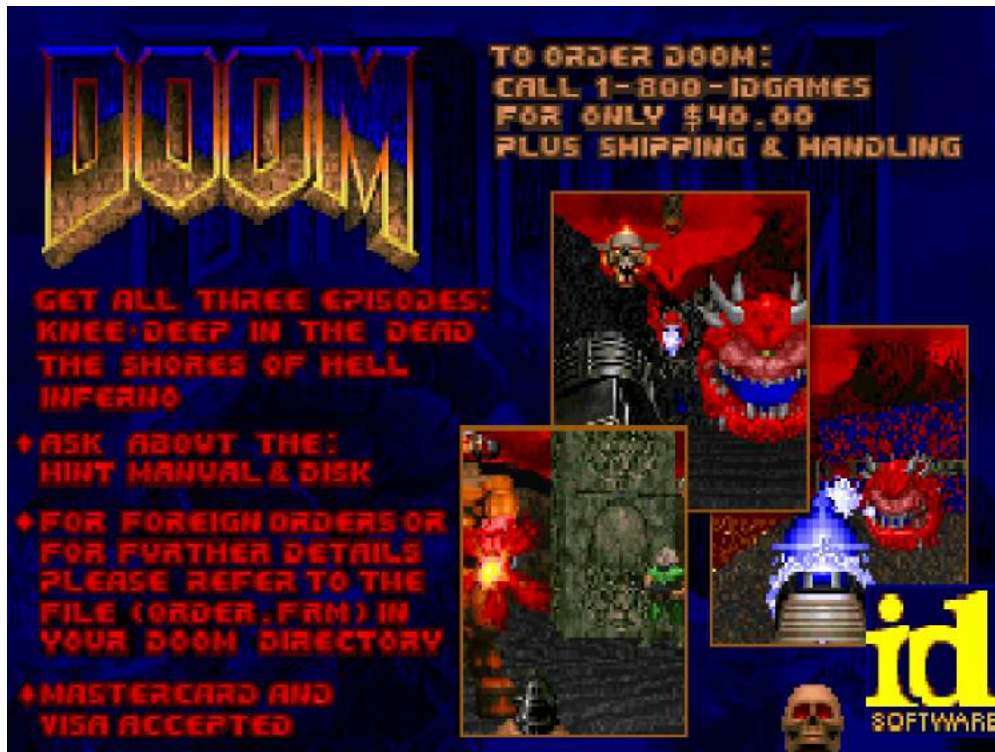 DOOM
TO ORDER DOOM:
CALL 1-800-IDGAMES
FOR ONLY $40.00
PLUS SHIPPING & HANDLING
GET ALL THREE EPISODES:
KNEE-DEEP IN THE DEAD
THE SHORES OF HELL
INFERNO
♦ASK ABOUT THE:
HINT MANUAL & DISK
♦FOR FOREIGN ORDERS OR
FOR FURTHER DETAILS
PLEASE REFER TO THE
FILE (ORDER.FRM) IN
YOUR DOOM DIRECTORY
♦MASTERCARD AND
VISA ACCEPTED
id
SOFTWARE